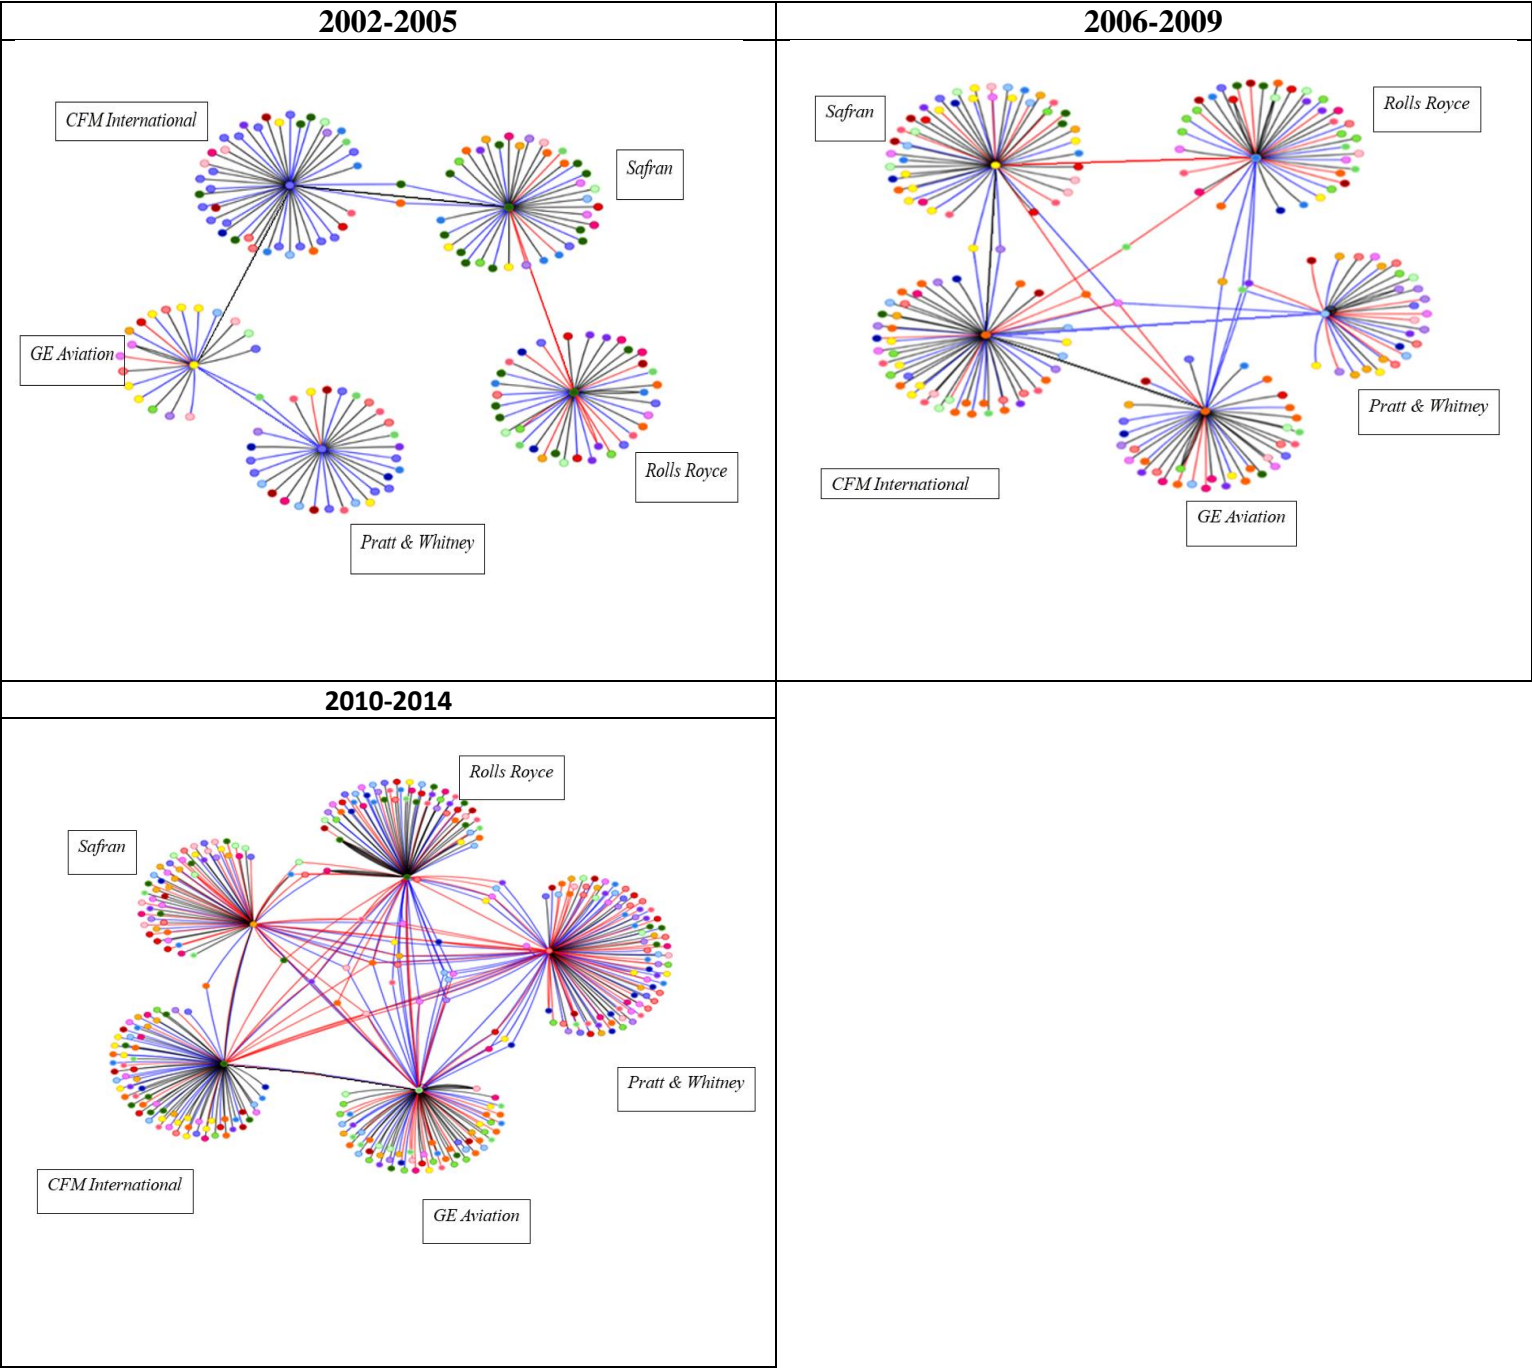 2002-2005
CFM International
Safran
GE Aviation
Rolls Royce
Pratt & Whitney
2006-2009
Safran
Rolls Royce
Pratt & Whitney
CFM International
GE Aviation
2010-2014
Rolls Royce
Safran
Pratt & Whitney
CFM International
GE Aviation